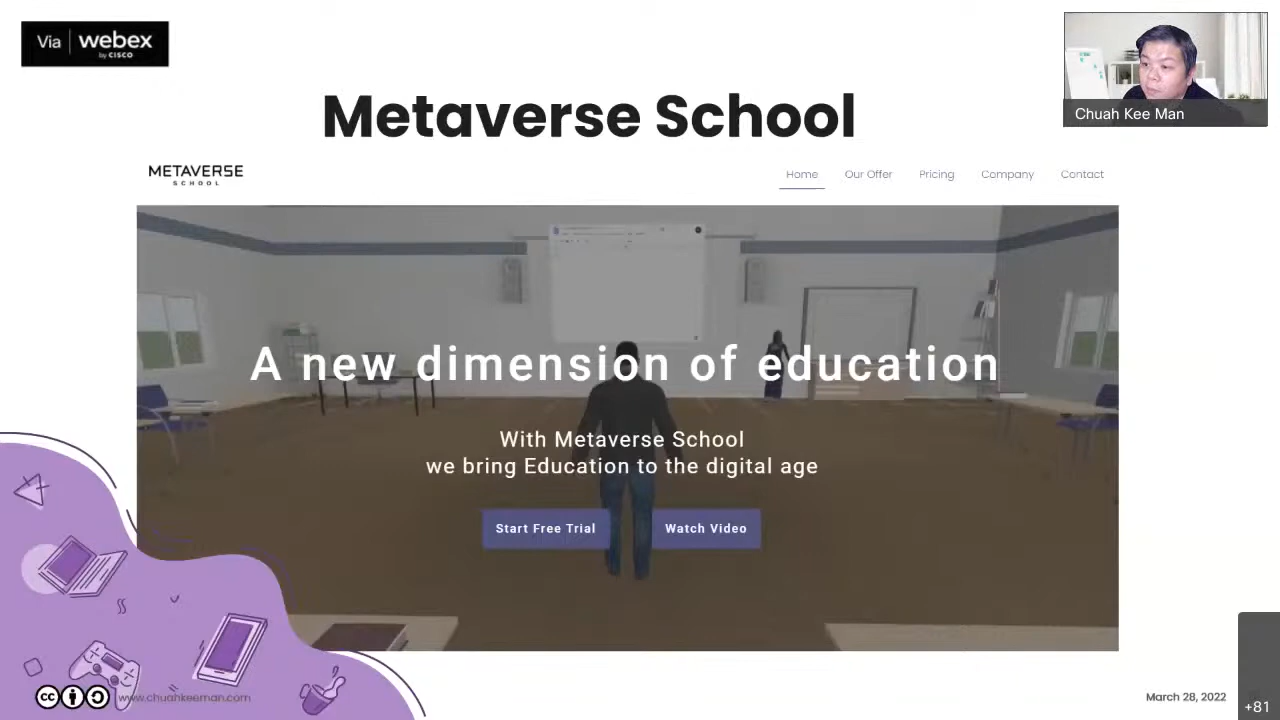 Via webex
by CISCO
Chuah Kee Man
Metaverse School
METAVERSE
SCHOOL
Home Our Offer Pricing Company Contact
A new dimension of education
With Metaverse School
we bring Education to the digital age
Start Free Trial Watch Video
cc
www.chuahkeeman.com
March 28, 2022
+81